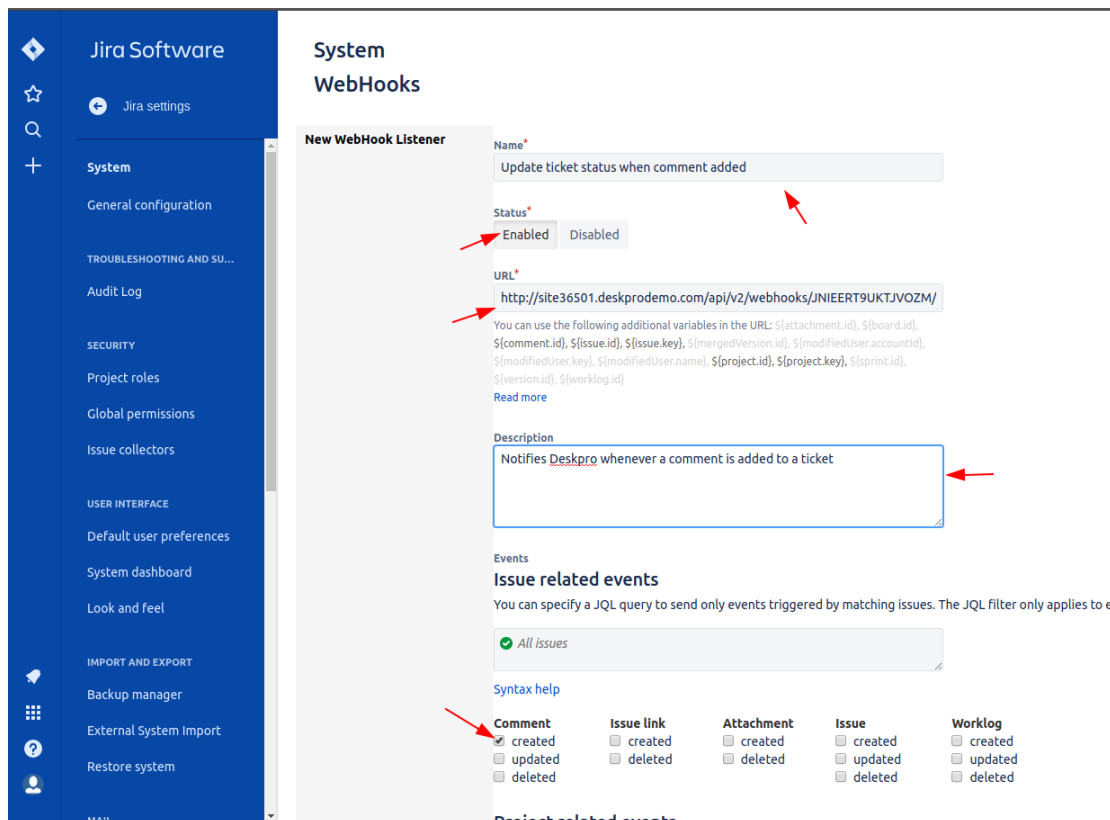 Jira Software
Jira settings
System
General configuration
TROUBLESHOOTING AND SU...
Audit Log
SECURITY
Project roles
Global permissions
Issue collectors
USER INTERFACE
Default user preferences
System dashboard
Look and feel
IMPORT AND EXPORT
Backup manager
External System Import
Restore system
MAIL
System
WebHooks
New WebHook Listener
Name*
Update ticket status when comment added
Status*
Enabled Disabled
URL*
http://site36501.deskprodemo.com/api/v2/webhooks/JNIEERT9UKTJVOZM/
You can use the following additional variables in the URL: ${attachment.id}, ${board.id},
${comment.id}, ${issue.id}, ${issue.key}, ${mergedVersion.id}, ${modifiedUser.accountId},
${modifiedUser.key}, ${modifiedUser.name}, ${project.id}, ${project.key}, ${sprint.id},
${version.id}, ${worklog.id}
Read more
Description
Notifies Deskpro whenever a comment is added to a ticket
Events
Issue related events
You can specify a JQL query to send only events triggered by matching issues. The JQL filter only applies to e
All issues
Syntax help
Comment Issue link Attachment Issue Worklog
created created created created created
updated deleted deleted updated updated
deleted deleted deleted
Project related events